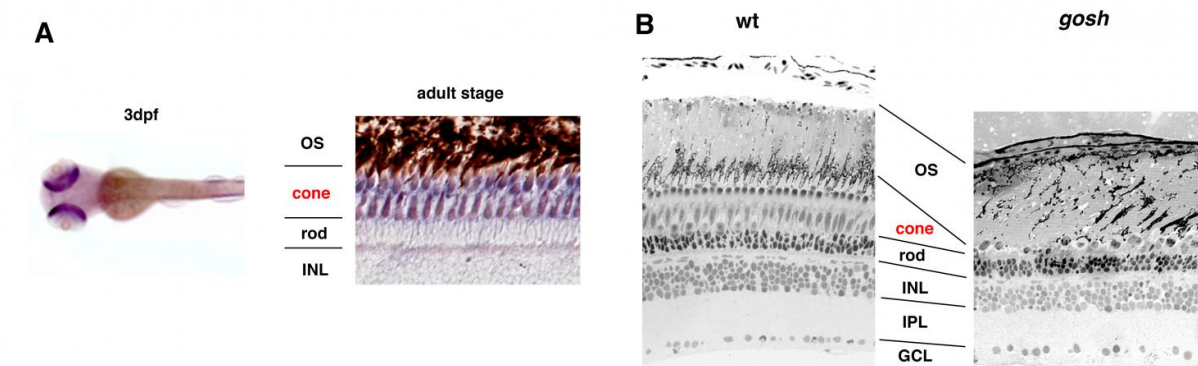 A
3dpf
adult stage
OS
cone
rod
INL
B
wt
gosh
OS
cone
rod
INL
IPL
GCL